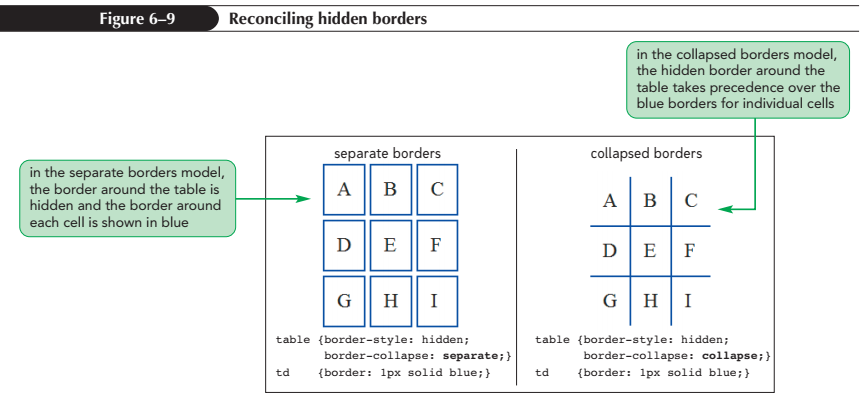 Figure 6–9 Reconciling hidden borders
in the collapsed borders model,
the hidden border around the
table takes precedence over the
blue borders for individual cells
in the separate borders model,
the border around the table is
hidden and the border around
each cell is shown in blue
separate borders
A B C
D E F
G H I
table {border-style: hidden;
border-collapse: separate;}
td {border: 1px solid blue;}
collapsed borders
A B C
D E F
G H I
table {border-style: hidden;
border-collapse: collapse;}
td {border: 1px solid blue;}